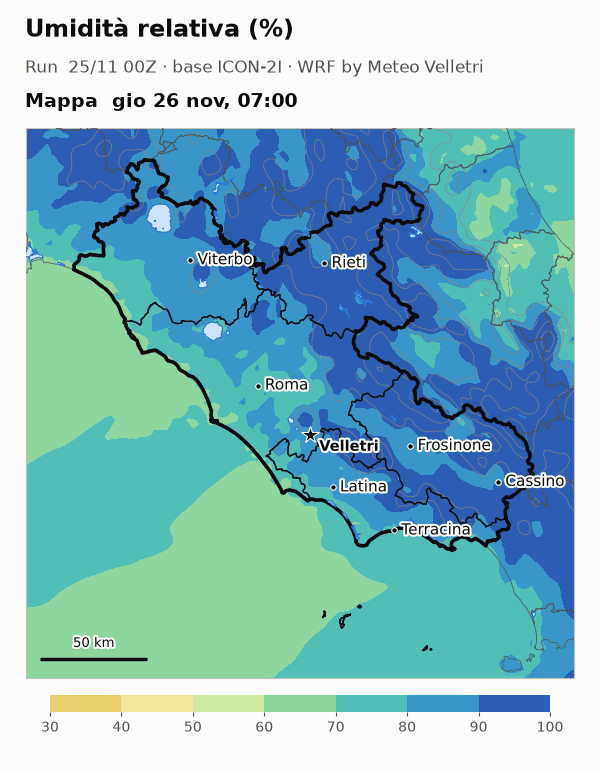 Umidità relativa (%)
Run  25/11 00Z · base ICON-2I · WRF by Meteo Velletri
Mappa  gio 26 nov, 07:00
Viterbo
Rieti
Roma
Velletri
Frosinone
Cassino
Latina
Terracina
50 km
30 40 50 60 70 80 90 100